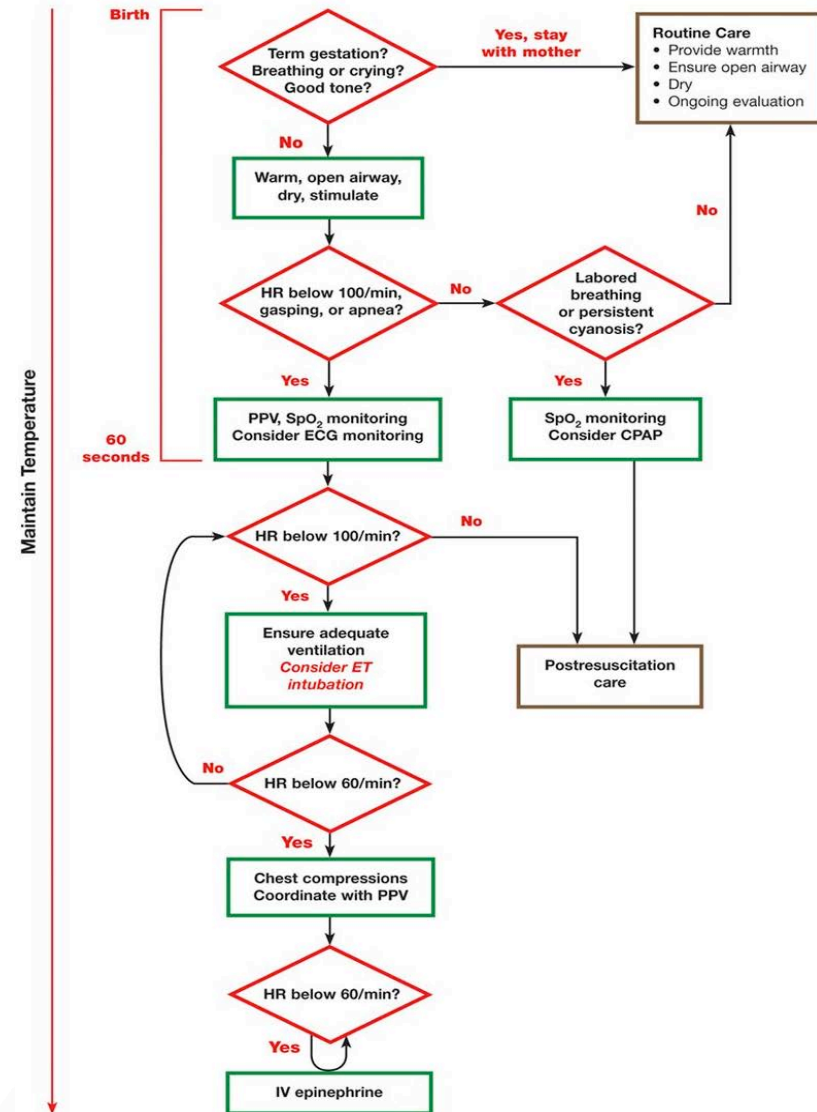 Birth
Term gestation?
Breathing or crying?
Good tone?
Yes, stay
with mother
Routine Care
• Provide warmth
• Ensure open airway
• Dry
• Ongoing evaluation
No
Warm, open airway,
dry, stimulate
No
HR below 100/min,
gasping, or apnea?
No
Labored
breathing
or persistent
cyanosis?
Yes
Yes
PPV, SpO₂ monitoring
Consider ECG monitoring
SpO₂ monitoring
Consider CPAP
60
seconds
Maintain Temperature
HR below 100/min?
No
Yes
Ensure adequate
ventilation
Consider ET
intubation
Postresuscitation
care
No
HR below 60/min?
Yes
Chest compressions
Coordinate with PPV
HR below 60/min?
Yes
IV epinephrine